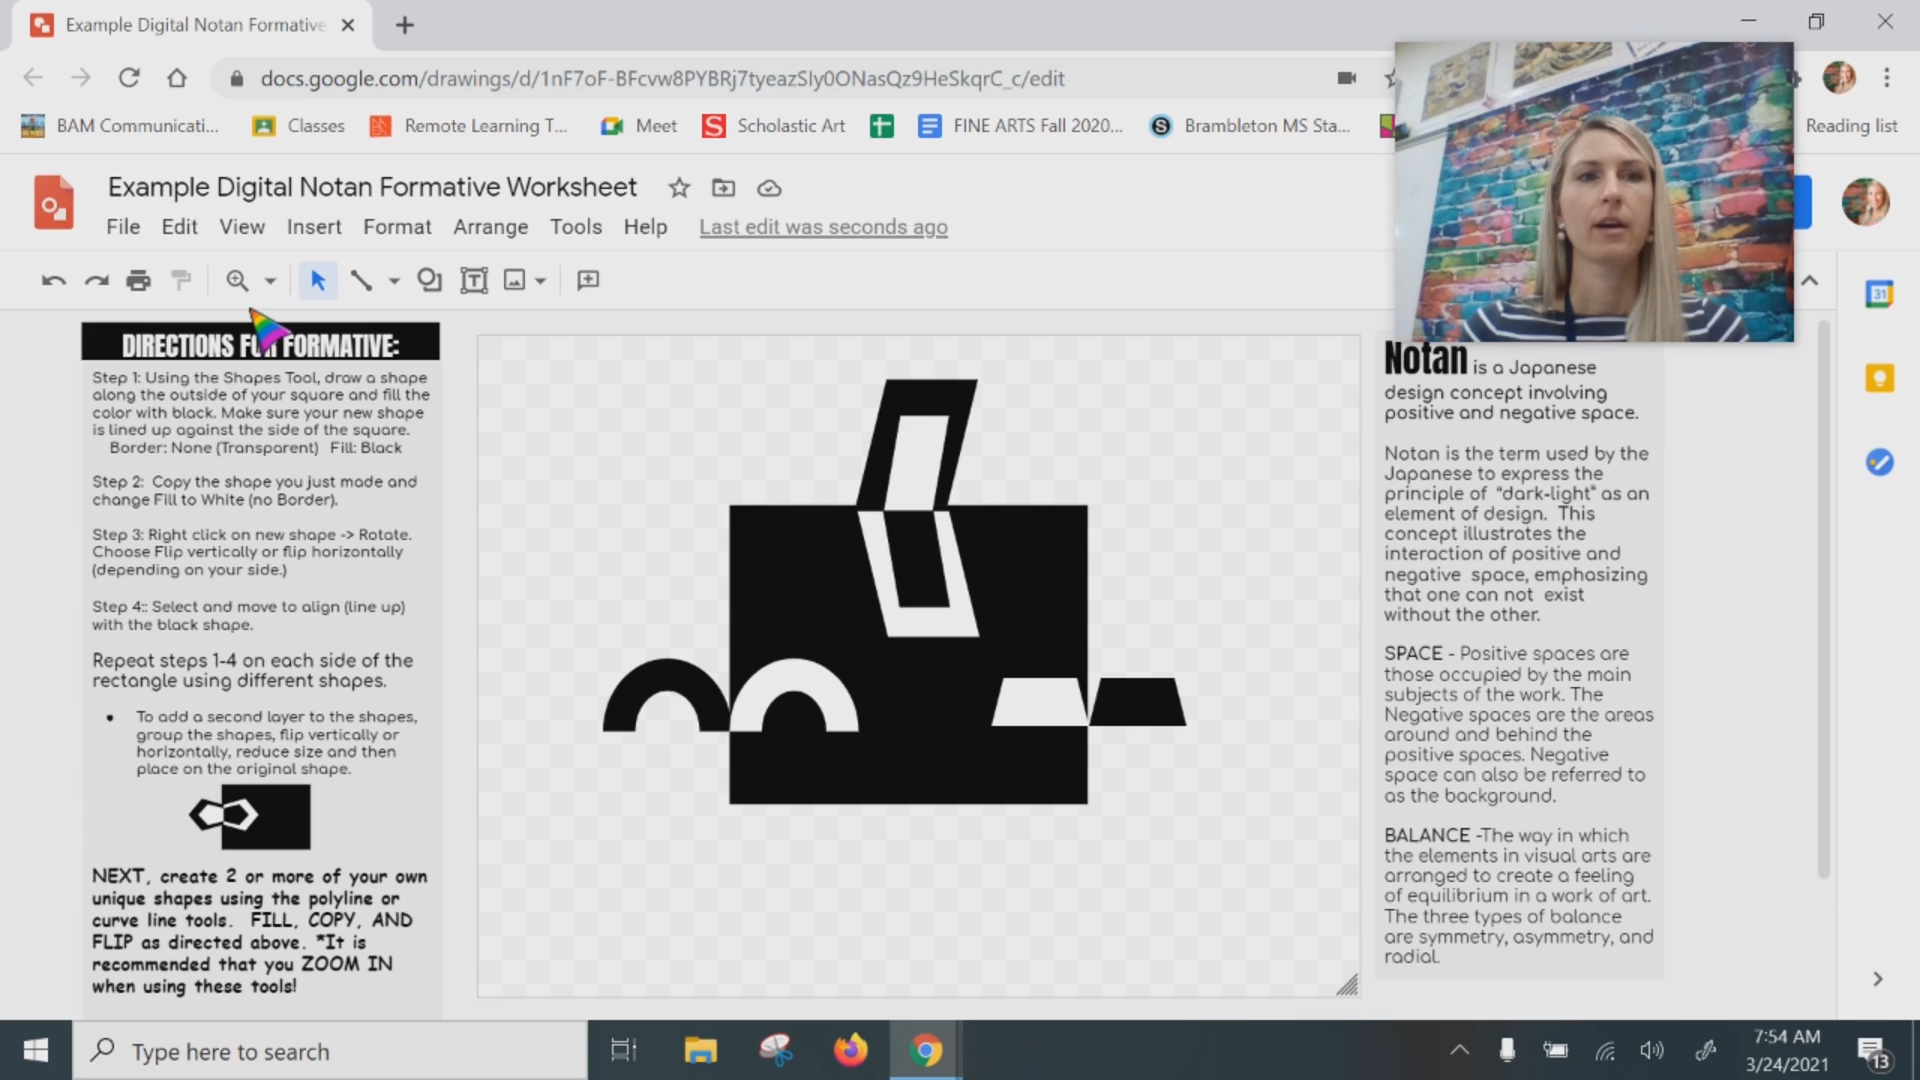 Example Digital Notan Formative
docs.google.com/drawings/d/1nF7oF-BFcvw8PYBRj7tyeazSIy0ONasQz9HeSkqrC_c/edit
BAM Communicati... Classes Remote Learning T... Meet Scholastic Art FINE ARTS Fall 2020... Brambleton MS Sta... Reading list
Example Digital Notan Formative Worksheet
File Edit View Insert Format Arrange Tools Help Last edit was seconds ago
31
DIRECTIONS FOR FORMATIVE:
Step 1: Using the Shapes Tool, draw a shape
along the outside of your square and fill the
color with black. Make sure your new shape
is lined up against the side of the square.
Border: None (Transparent) Fill: Black
Step 2: Copy the shape you just made and
change Fill to White (no Border).
Step 3: Right click on new shape -> Rotate.
Choose Flip vertically or flip horizontally
(depending on your side.)
Step 4:: Select and move to align (line up)
with the black shape.
Repeat steps 1-4 on each side of the
rectangle using different shapes.
• To add a second layer to the shapes,
group the shapes, flip vertically or
horizontally, reduce size and then
place on the original shape.
NEXT, create 2 or more of your own
unique shapes using the polyline or
curve line tools. FILL, COPY, AND
FLIP as directed above. *It is
recommended that you ZOOM IN
when using these tools!
Notan is a Japanese
design concept involving
positive and negative space.
Notan is the term used by the
Japanese to express the
principle of "dark-light" as an
element of design. This
concept illustrates the
interaction of positive and
negative space, emphasizing
that one can not exist
without the other.
SPACE - Positive spaces are
those occupied by the main
subjects of the work. The
Negative spaces are the areas
around and behind the
positive spaces. Negative
space can also be referred to
as the background.
BALANCE -The way in which
the elements in visual arts are
arranged to create a feeling
of equilibrium in a work of art.
The three types of balance
are symmetry, asymmetry, and
radial.
Type here to search
7:54 AM
3/24/2021
13